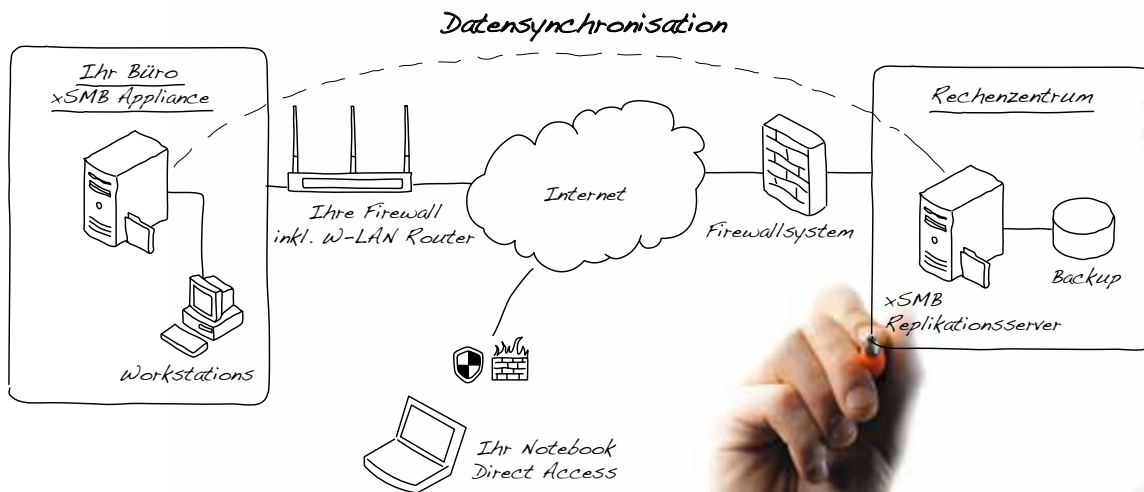 Datensynchronisation
Ihr Büro
xSMB Appliance
Workstations
Ihre Firewall
inkl. W-LAN Router
Internet
Ihr Notebook
Direct Access
Firewallsystem
Rechenzentrum
xSMB
Replikationsserver
Backup